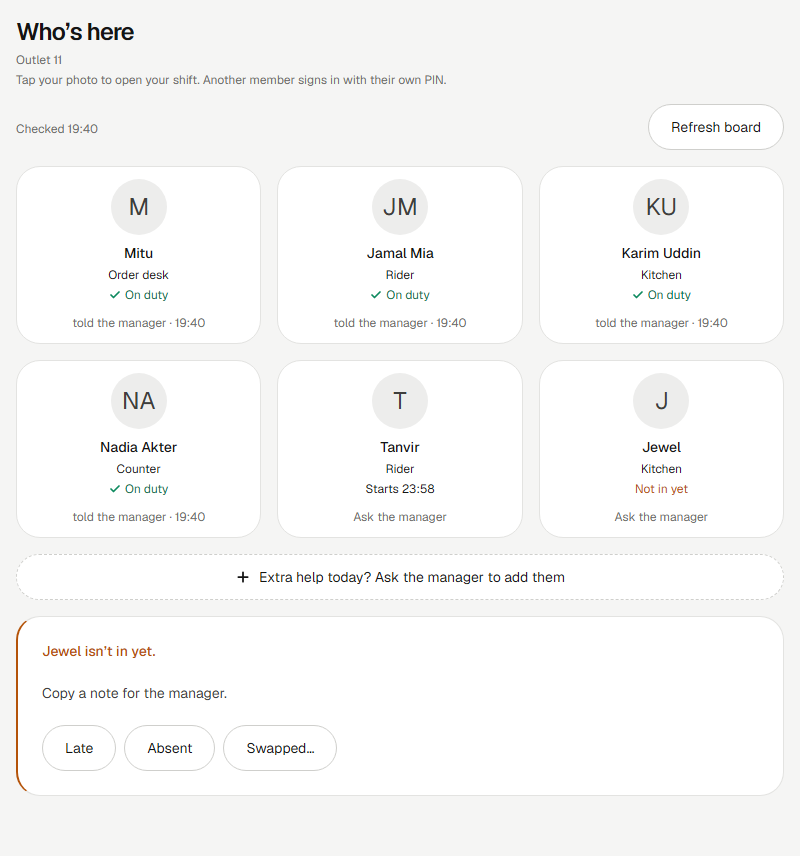 Who’s here
Outlet 11
Tap your photo to open your shift. Another member signs in with their own PIN.
Checked 19:40
Refresh board
M
Mitu
Order desk
On duty
told the manager · 19:40
JM
Jamal Mia
Rider
On duty
told the manager · 19:40
KU
Karim Uddin
Kitchen
On duty
told the manager · 19:40
NA
Nadia Akter
Counter
On duty
told the manager · 19:40
T
Tanvir
Rider
Starts 23:58
Ask the manager
J
Jewel
Kitchen
Not in yet
Ask the manager
Extra help today? Ask the manager to add them
Jewel isn’t in yet.
Copy a note for the manager.
Late
Absent
Swapped…